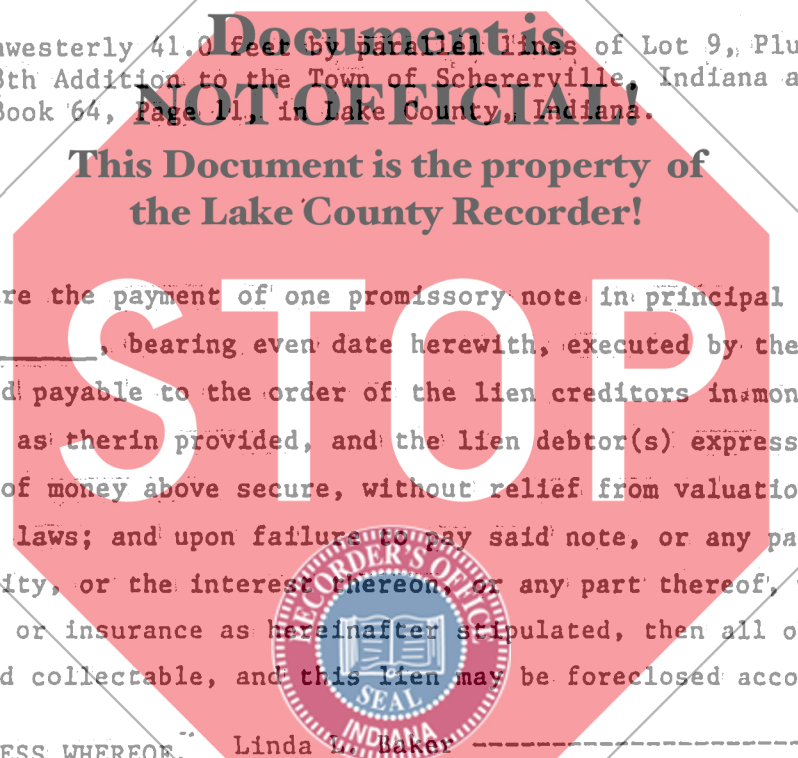 Document is
nwesterly 41.0 feet by parallel lines of Lot 9, Plu
8th Addition to the Town of Schererville, Indiana a
NOT OFFICIAL!
Book 64, Page 11, in Lake County, Indiana.
This Document is the property of
the Lake County Recorder!
STOP
re the payment of one promissory note in principal
, bearing even date herewith, executed by the
d payable to the order of the lien creditors in mon
as therin provided, and the lien debtor(s) express
of money above secure, without relief from valuatio
laws; and upon failure to pay said note, or any pa
ity, or the interest thereon, or any part thereof,
or insurance as hereinafter stipulated, then all o
d collectable, and this lien may be foreclosed acco
RECORDER'S OFFICE
SEAL
INDIANA
ESS WHEREOF, Linda L. Baker